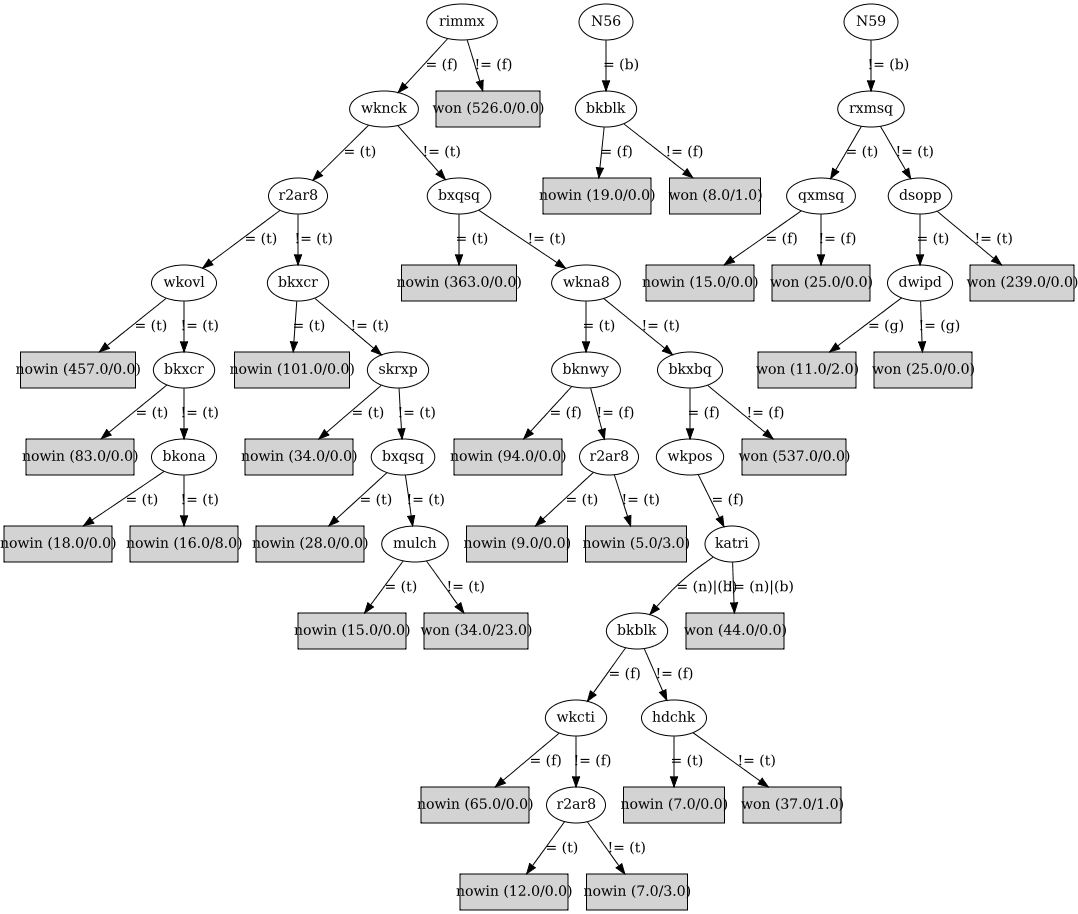 rimmx N56 N59
= (f) != (f) = (b) != (b)
wknck won (526.0/0.0) bkblk rxmsq
= (t) != (t) = (f) != (f) = (t) != (t)
r2ar8 bxqsq nowin (19.0/0.0) won (8.0/1.0) qxmsq dsopp
= (t) != (t) = (t) != (t) = (f) != (f) = (t) != (t)
wkovl bkxcr nowin (363.0/0.0) wkna8 nowin (15.0/0.0) won (25.0/0.0) dwipd won (239.0/0.0)
= (t) != (t) = (t) != (t) = (t) != (t) = (g) != (g)
nowin (457.0/0.0) bkxcr nowin (101.0/0.0) skrxp bknwy bkxbq won (11.0/2.0) won (25.0/0.0)
= (t) != (t) = (t) != (t) = (f) != (f) = (f) != (f)
nowin (83.0/0.0) bkona nowin (34.0/0.0) bxqsq nowin (94.0/0.0) r2ar8 wkpos won (537.0/0.0)
= (t) != (t) = (t) != (t) = (t) != (t) = (f)
nowin (18.0/0.0) nowin (16.0/8.0) nowin (28.0/0.0) mulch nowin (9.0/0.0) nowin (5.0/3.0) katri
= (t) != (t) = (n)|(b) != (n)|(b)
nowin (15.0/0.0) won (34.0/23.0) bkblk won (44.0/0.0)
= (f) != (f)
wkcti hdchk
= (f) != (f) = (t) != (t)
nowin (65.0/0.0) r2ar8 nowin (7.0/0.0) won (37.0/1.0)
= (t) != (t)
nowin (12.0/0.0) nowin (7.0/3.0)